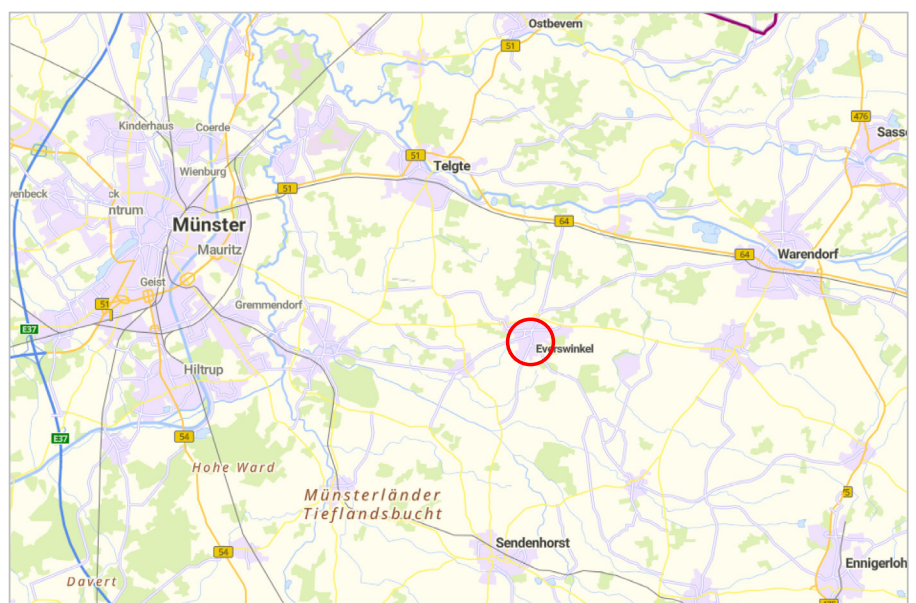 Ostbevern
51
476
Sass
Kinderhaus
Coerde
51
Telgte
Wienburg
51
venbeck
ck
ntrum
Münster
64
Mauritz
64
Warendorf
Geist
51
Gremmendorf
E37
Everswinkel
Hiltrup
54
E37
Hohe Ward
Münsterländer
Tieflandsbucht
Sendenhorst
54
Ennigerloh
Davert